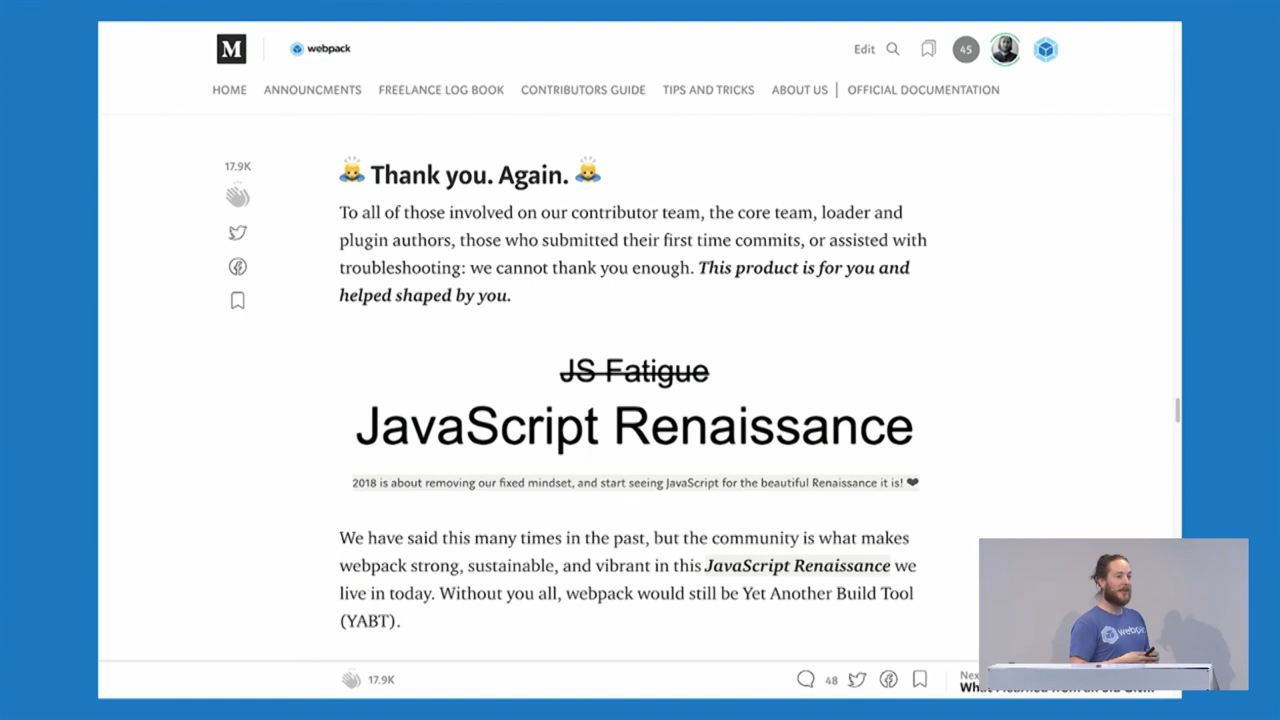 M
webpack
Edit
45
HOME ANNOUNCMENTS FREELANCE LOG BOOK CONTRIBUTORS GUIDE TIPS AND TRICKS ABOUT US | OFFICIAL DOCUMENTATION
17.9K
Thank you. Again.
To all of those involved on our contributor team, the core team, loader and
plugin authors, those who submitted their first time commits, or assisted with
troubleshooting: we cannot thank you enough. This product is for you and
helped shaped by you.
JS Fatigue
JavaScript Renaissance
2018 is about removing our fixed mindset, and start seeing JavaScript for the beautiful Renaissance it is! ❤
We have said this many times in the past, but the community is what makes
webpack strong, sustainable, and vibrant in this JavaScript Renaissance we
live in today. Without you all, webpack would still be Yet Another Build Tool
(YABT).
17.9K
48